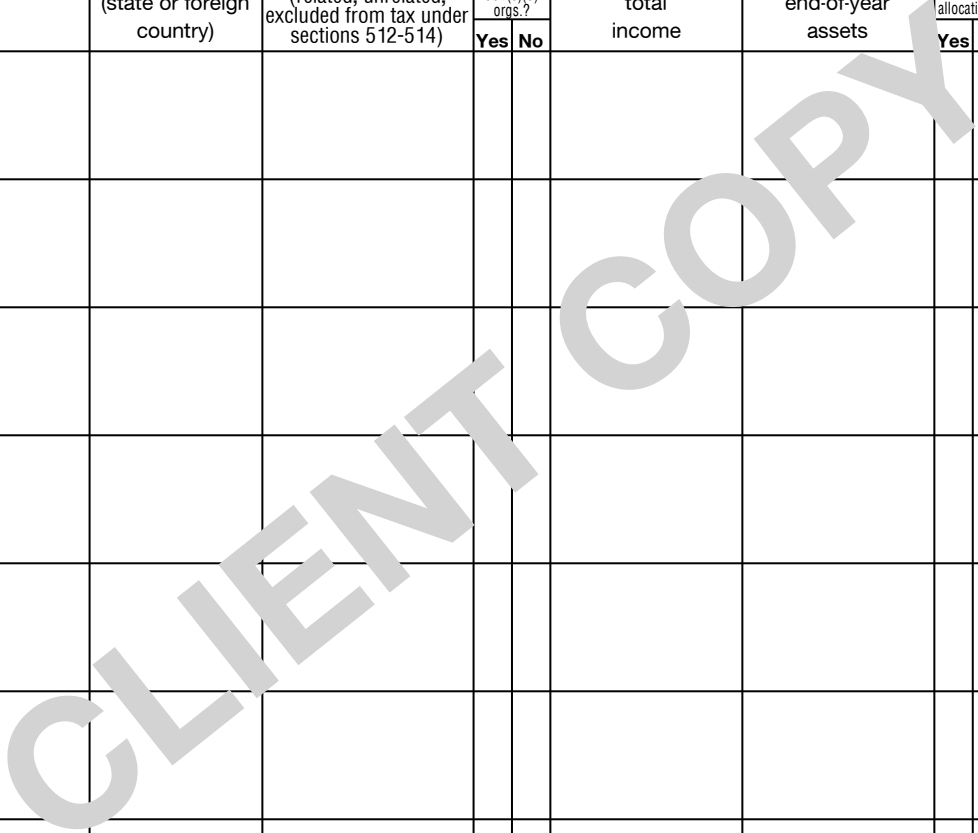 (state or foreign
country)
(related, unrelated,
excluded from tax under
sections 512-514)
orgs.?
Yes No
total
income
end-of-year
assets
Yes
CLIENT COPY